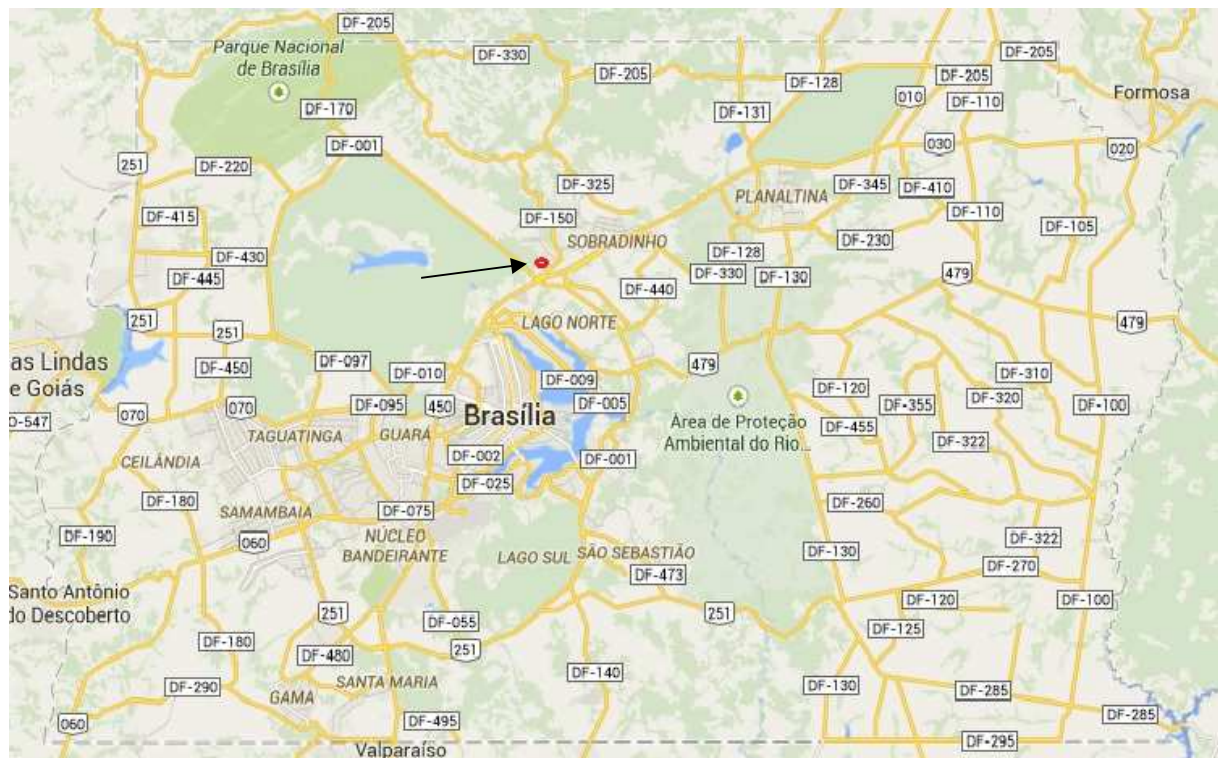 DF-205
Parque Nacional
de Brasília
DF-330
DF-205
DF-205
DF-128
DF-205
Formosa
DF-170
DF-131
010
DF-110
DF-001
030
020
251
DF-220
DF-325
PLANALTINA
DF-345
DF-410
DF-415
DF-150
DF-110
DF-105
SOBRADINHO
DF-230
DF-430
DF-128
DF-445
DF-330
DF-130
479
DF-440
251
251
LAGO NORTE
479
as Lindas
e Goiás
DF-450
DF-097
DF-010
DF-009
479
DF-120
DF-310
070
070
DF-095
450
Brasília
DF-005
DF-355
DF-320
DF-100
O-547
TAGUATINGA
GUARÁ
Área de Proteção
Ambiental do Rio...
DF-455
DF-322
CEILÂNDIA
DF-002
DF-001
DF-025
DF-180
SAMAMBAIA
DF-075
DF-260
DF-190
060
NÚCLEO
BANDEIRANTE
LAGO SUL
SÃO SEBASTIÃO
DF-130
DF-322
DF-473
DF-270
Santo Antônio
do Descoberto
251
DF-055
251
DF-120
DF-100
DF-125
DF-180
DF-480
251
DF-140
DF-290
SANTA MARIA
DF-130
DF-285
GAMA
060
DF-495
DF-285
Valparaíso
DF-295